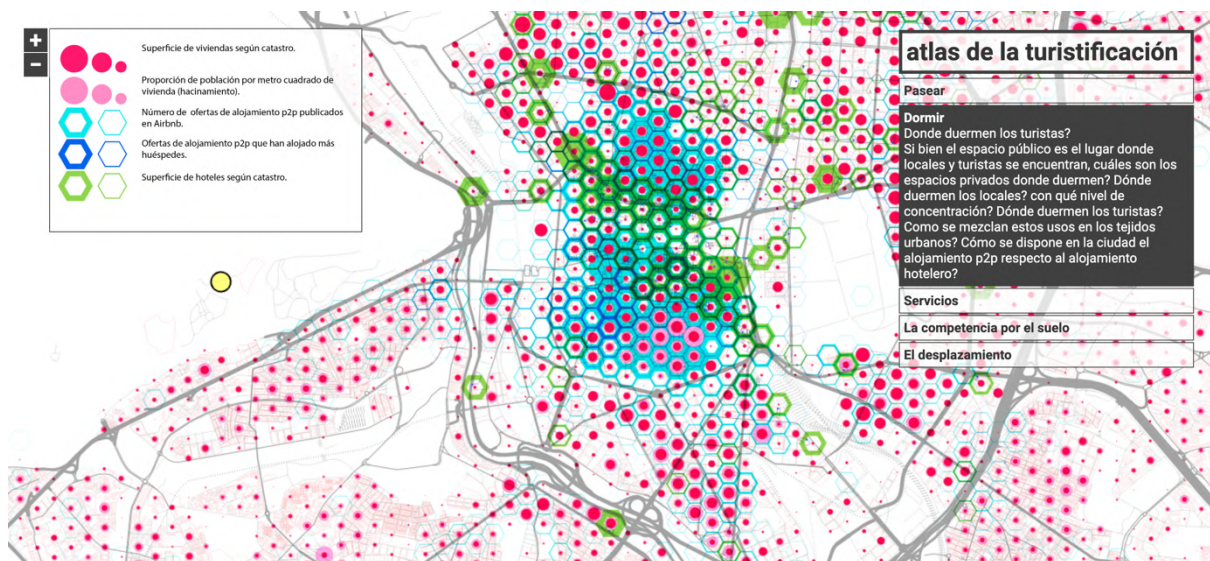 +
−
Superficie de viviendas según catastro.
Proporción de población por metro cuadrado de
vivienda (hacinamiento).
Número de ofertas de alojamiento p2p publicados
en Airbnb.
Ofertas de alojamiento p2p que han alojado más
huéspedes.
Superficie de hoteles según catastro.
atlas de la turistificación
Pasear
Dormir
Donde duermen los turistas?
Si bien el espacio público es el lugar donde
locales y turistas se encuentran, cuáles son los
espacios privados donde duermen? Dónde
duermen los locales? con qué nivel de
concentración? Dónde duermen los turistas?
Como se mezclan estos usos en los tejidos
urbanos? Cómo se dispone en la ciudad el
alojamiento p2p respecto al alojamiento
hotelero?
Servicios
La competencia por el suelo
El desplazamiento